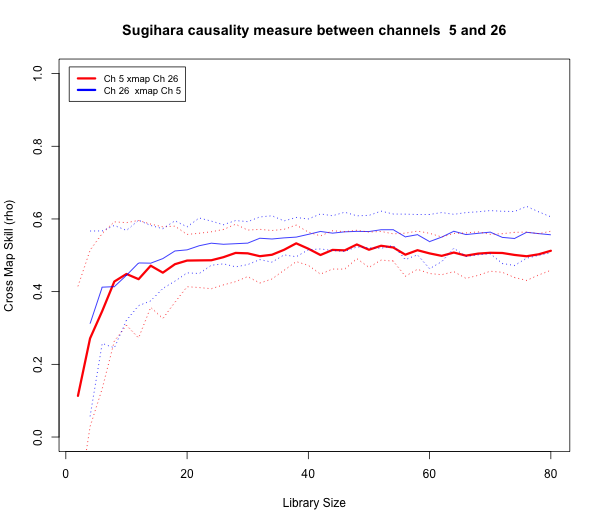 Sugihara causality measure between channels  5 and 26
Ch 5 xmap Ch 26
Ch 26  xmap Ch 5
Cross Map Skill (rho)
1.0
0.8
0.6
0.4
0.2
0.0
0 20 40 60 80
Library Size